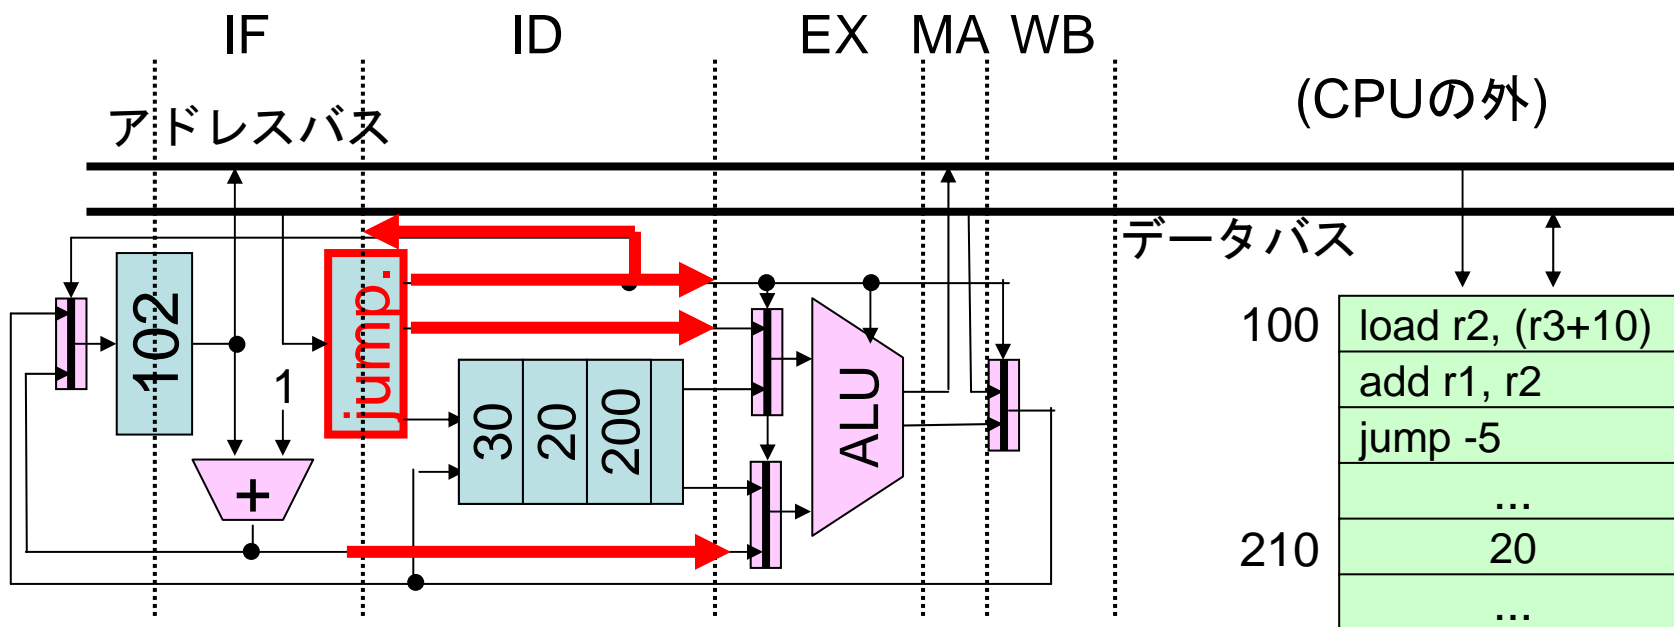 IF ID EX MA WB
(CPUの外)
アドレスバス
データバス
102
1
+
jump.
30 20 200
ALU
100 load r2, (r3+10)
add r1, r2
jump -5
...
210 20
...